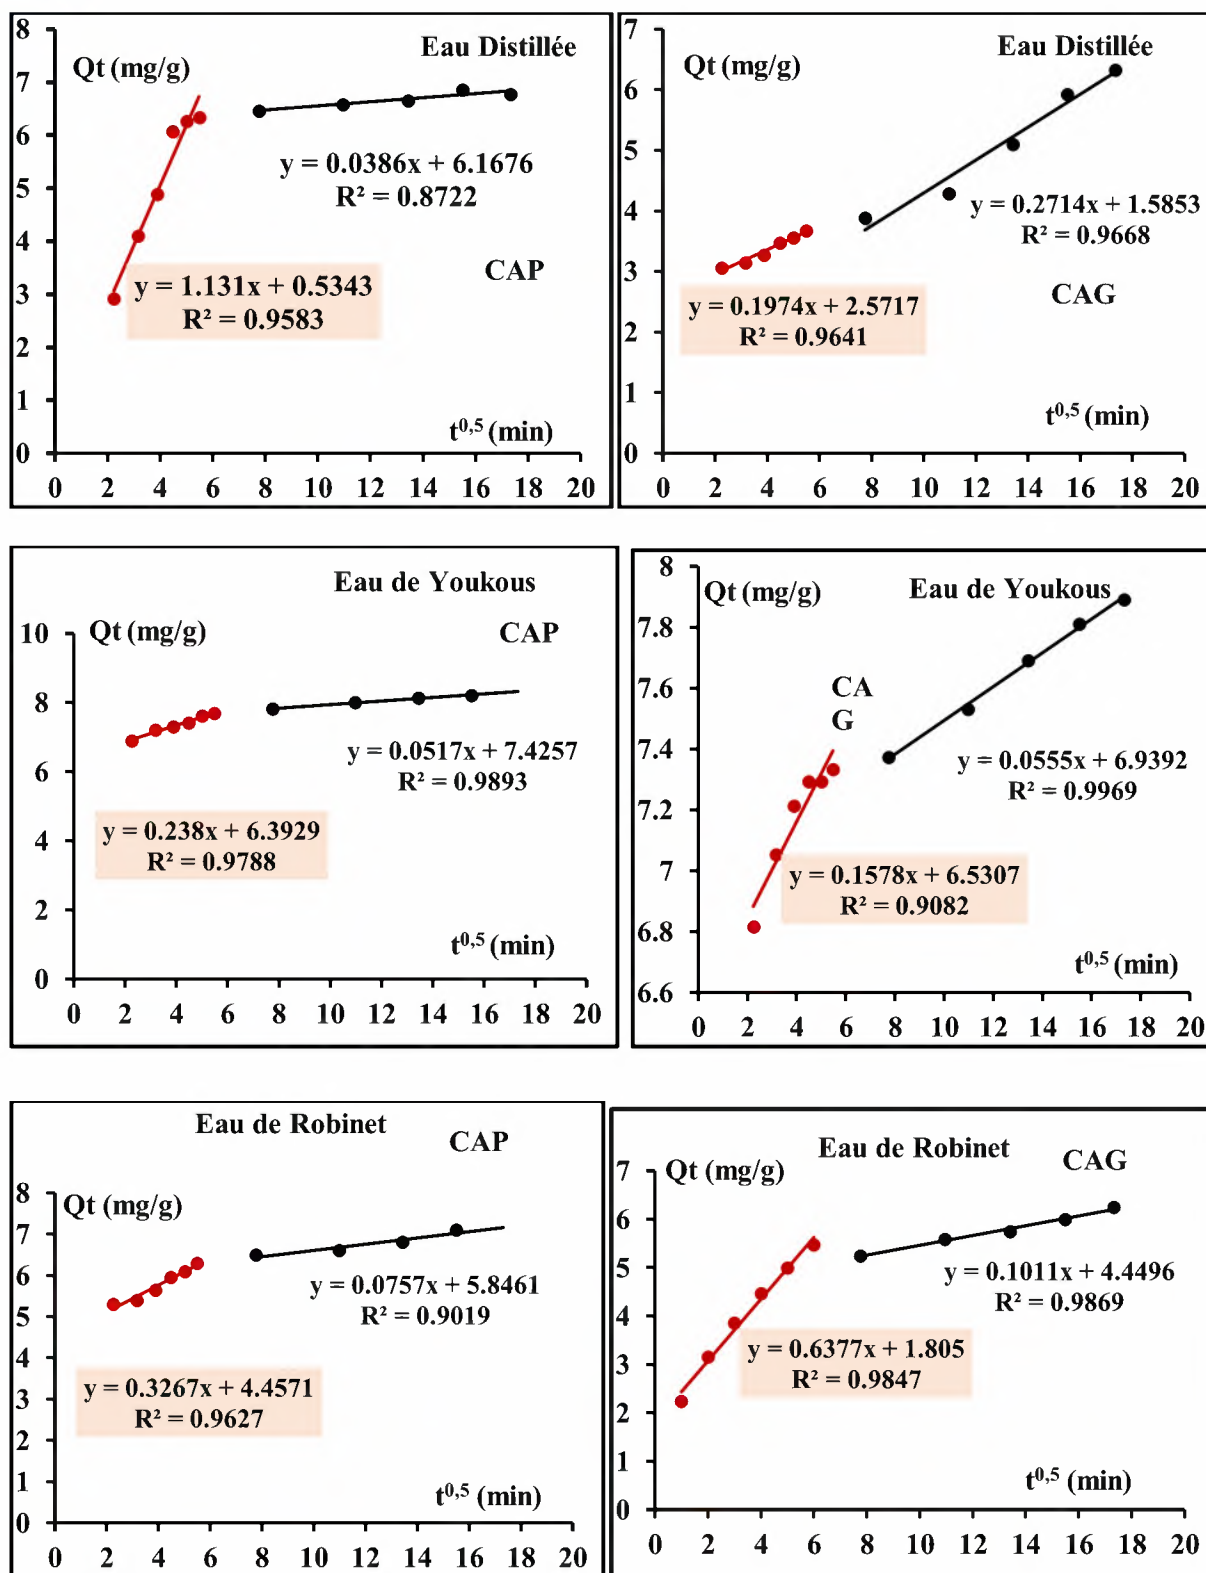 Eau Distillée
Qt (mg/g)
8
7
6
5
4
3
2
1
0
y = 0.0386x + 6.1676
R² = 0.8722
CAP
y = 1.131x + 0.5343
R² = 0.9583
t^0,5 (min)
0 2 4 6 8 10 12 14 16 18 20
Eau Distillée
Qt (mg/g)
7
6
5
4
3
2
1
0
y = 0.2714x + 1.5853
R² = 0.9668
CAG
y = 0.1974x + 2.5717
R² = 0.9641
t^0,5 (min)
0 2 4 6 8 10 12 14 16 18 20
Eau de Youkous
Qt (mg/g)
CAP
10
8
6
4
2
0
y = 0.0517x + 7.4257
R² = 0.9893
y = 0.238x + 6.3929
R² = 0.9788
t^0,5 (min)
0 2 4 6 8 10 12 14 16 18 20
Eau de Youkous
Qt (mg/g)
8
7.8
7.6
7.4
7.2
7
6.8
6.6
CA
G
y = 0.0555x + 6.9392
R² = 0.9969
y = 0.1578x + 6.5307
R² = 0.9082
t^0,5 (min)
0 2 4 6 8 10 12 14 16 18 20
Eau de Robinet
CAP
Qt (mg/g)
8
7
6
5
4
3
2
1
0
y = 0.0757x + 5.8461
R² = 0.9019
y = 0.3267x + 4.4571
R² = 0.9627
t^0,5 (min)
0 2 4 6 8 10 12 14 16 18 20
Eau de Robinet
Qt (mg/g)
CAG
7
6
5
4
3
2
1
0
y = 0.1011x + 4.4496
R² = 0.9869
y = 0.6377x + 1.805
R² = 0.9847
t^0,5 (min)
0 2 4 6 8 10 12 14 16 18 20